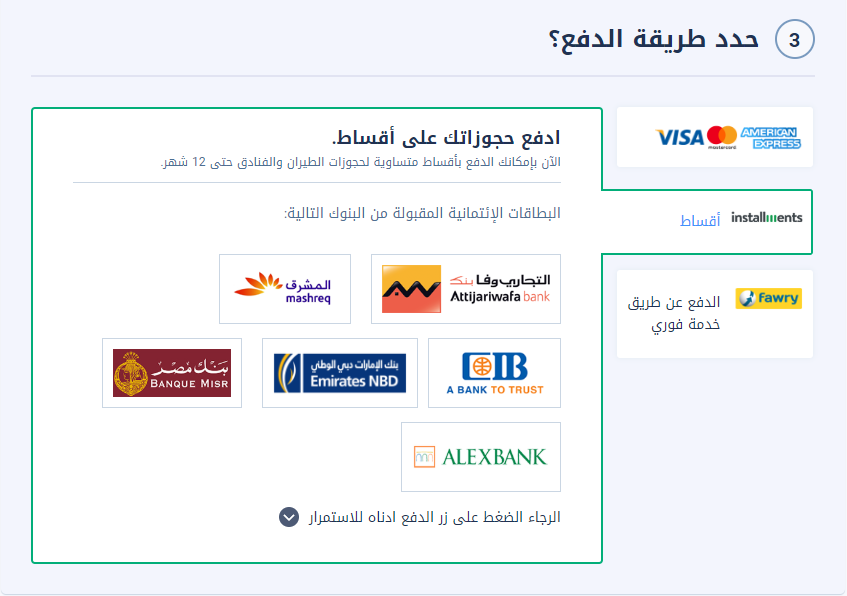 3
حدد طريقة الدفع؟
VISA
mastercard
AMERICAN
EXPRESS
installments
أقساط
fawry
الدفع عن طريق
خدمة فوري
ادفع حجوزاتك على أقساط.
الآن بإمكانك الدفع بأقساط متساوية لحجوزات الطيران والفنادق حتى 12 شهر.
البطاقات الإئتمانية المقبولة من البنوك التالية:
التجاري وفا بنك
Attijariwafa bank
المشرق
mashreq
CIB
A BANK TO TRUST
بنك الإمارات دبي الوطني
Emirates NBD
بنك مصر
BANQUE MISR
ALEXBANK
الرجاء الضغط على زر الدفع ادناه للاستمرار